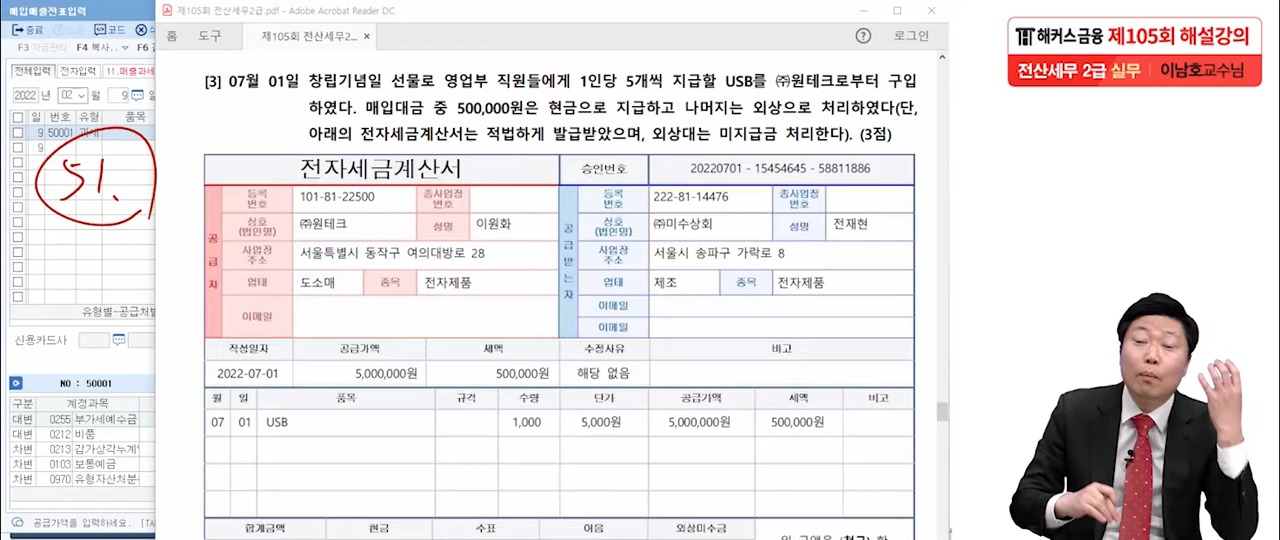 매입매출전표입력
종료
코드
F4 복사..
F6
전체입력
전자입력
11.매출과세
2022 년 02 월 9 일
일 번호 유형 품목
9 50001 과세
9
51.
유형별-공급처별
신용카드사
NO : 50001
구분 계정과목
대변 0255 부가세예수금
대변 0212 비품
차변 0213 감가상각누계
차변 0103 보통예금
차변 0970 유형자산처분
공급가액을 입력하세요.
제105회 전산세무2급.pdf - Adobe Acrobat Reader DC
홈 도구 제105회 전산세무2... × 로그인
[3] 07월 01일 창립기념일 선물로 영업부 직원들에게 1인당 5개씩 지급할 USB를 ㈜원테크로부터 구입
하였다. 매입대금 중 500,000원은 현금으로 지급하고 나머지는 외상으로 처리하였다(단,
아래의 전자세금계산서는 적법하게 발급받았으며, 외상대는 미지급금 처리한다). (3점)
전자세금계산서 승인번호 20220701 - 15454645 - 58811886
공급자 등록번호 101-81-22500 종사업장번호
상호(법인명) ㈜원테크 성명 이원화
사업장주소 서울특별시 동작구 여의대방로 28
업태 도소매 종목 전자제품
이메일
공급받는자 등록번호 222-81-14476 종사업장번호
상호(법인명) ㈜미수상회 성명 전재현
사업장주소 서울시 송파구 가락로 8
업태 제조 종목 전자제품
이메일
이메일
작성일자 공급가액 세액 수정사유 비고
2022-07-01 5,000,000원 500,000원 해당 없음
월 일 품목 규격 수량 단가 공급가액 세액 비고
07 01 USB 1,000 5,000원 5,000,000원 500,000원
합계금액 현금 수표 어음 외상미수금
해커스금융 제105회 해설강의
전산세무 2급 실무 이남호교수님